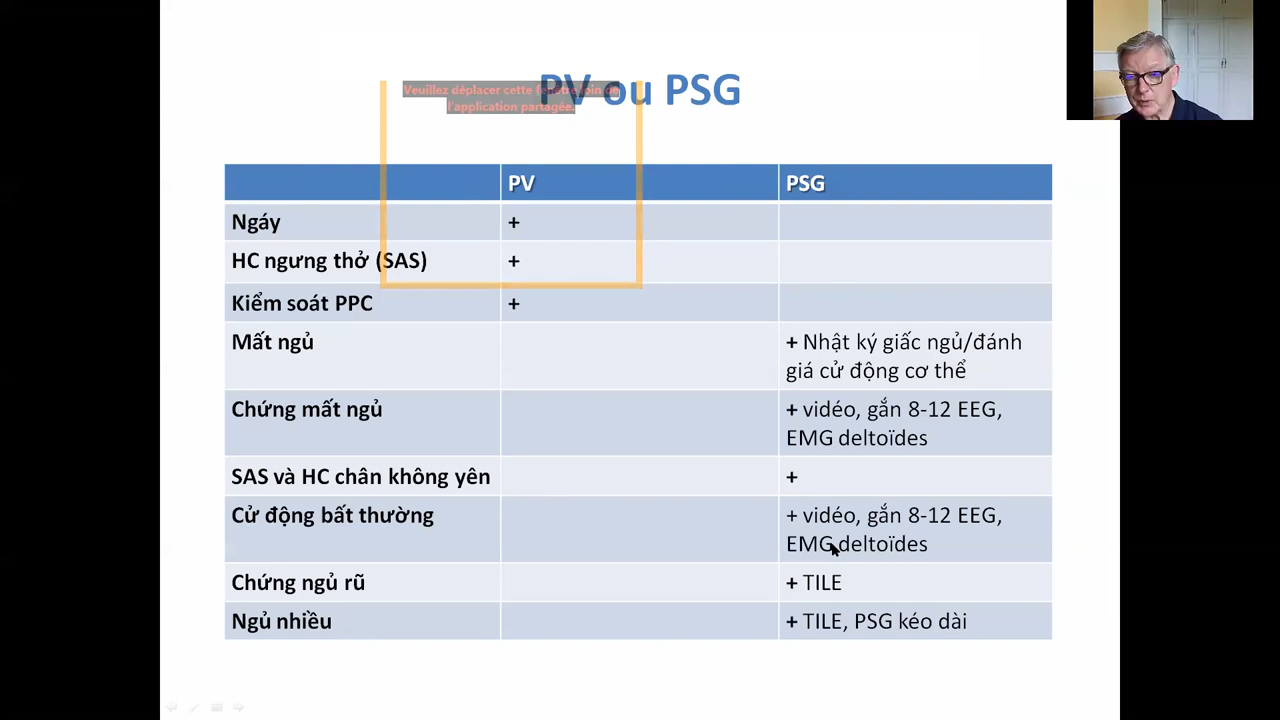 Veuillez déplacer cette fenêtre loin de
l'application partagée.
PV ou PSG
PV PSG
Ngáy +
HC ngưng thở (SAS) +
Kiểm soát PPC +
Mất ngủ + Nhật ký giấc ngủ/đánh
giá cử động cơ thể
Chứng mất ngủ + vidéo, gắn 8-12 EEG,
EMG deltoïdes
SAS và HC chân không yên +
Cử động bất thường + vidéo, gắn 8-12 EEG,
EMG deltoïdes
Chứng ngủ rũ + TILE
Ngủ nhiều + TILE, PSG kéo dài